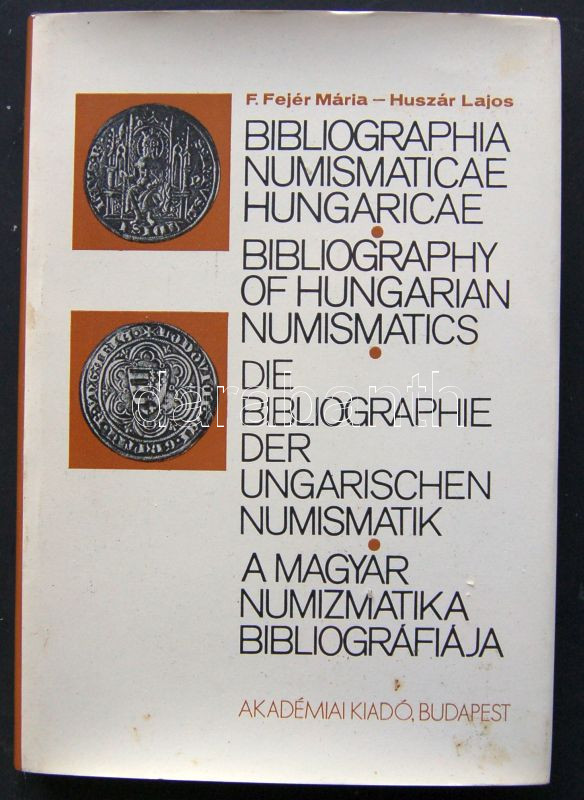 F. Fejér Mária — Huszár Lajos
BIBLIOGRAPHIA
NUMISMATICAE
HUNGARICAE
•
BIBLIOGRAPHY
OF HUNGARIAN
NUMISMATICS
•
DIE
BIBLIOGRAPHIE
DER
UNGARISCHEN
NUMISMATIK
•
A MAGYAR
NUMIZMATIKA
BIBLIOGRÁFIÁJA
AKADÉMIAI KIADÓ, BUDAPEST
darabanth